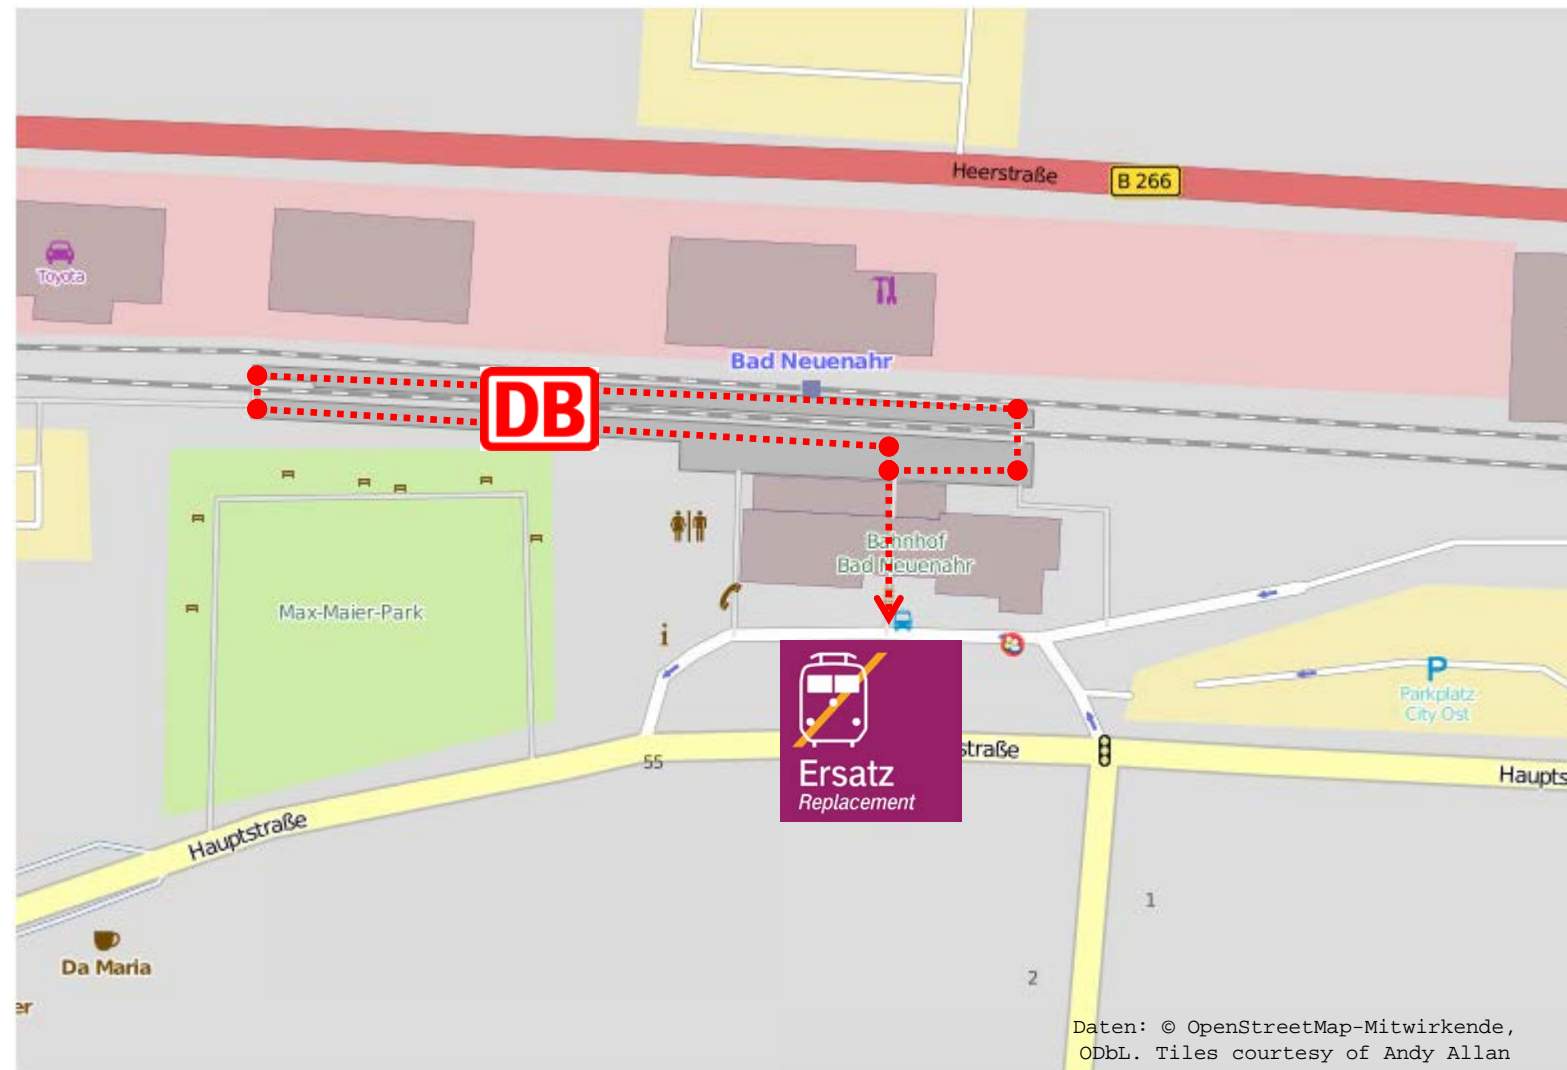 Heerstraße
B 266
Toyota
Bad Neuenahr
DB
Bahnhof
Bad Neuenahr
Max-Maier-Park
i
P
Parkplatz
City Ost
Ersatz
Replacement
straße
Haupts
55
Hauptstraße
1
Da Maria
2
er
Daten: © OpenStreetMap-Mitwirkende,
ODbL. Tiles courtesy of Andy Allan